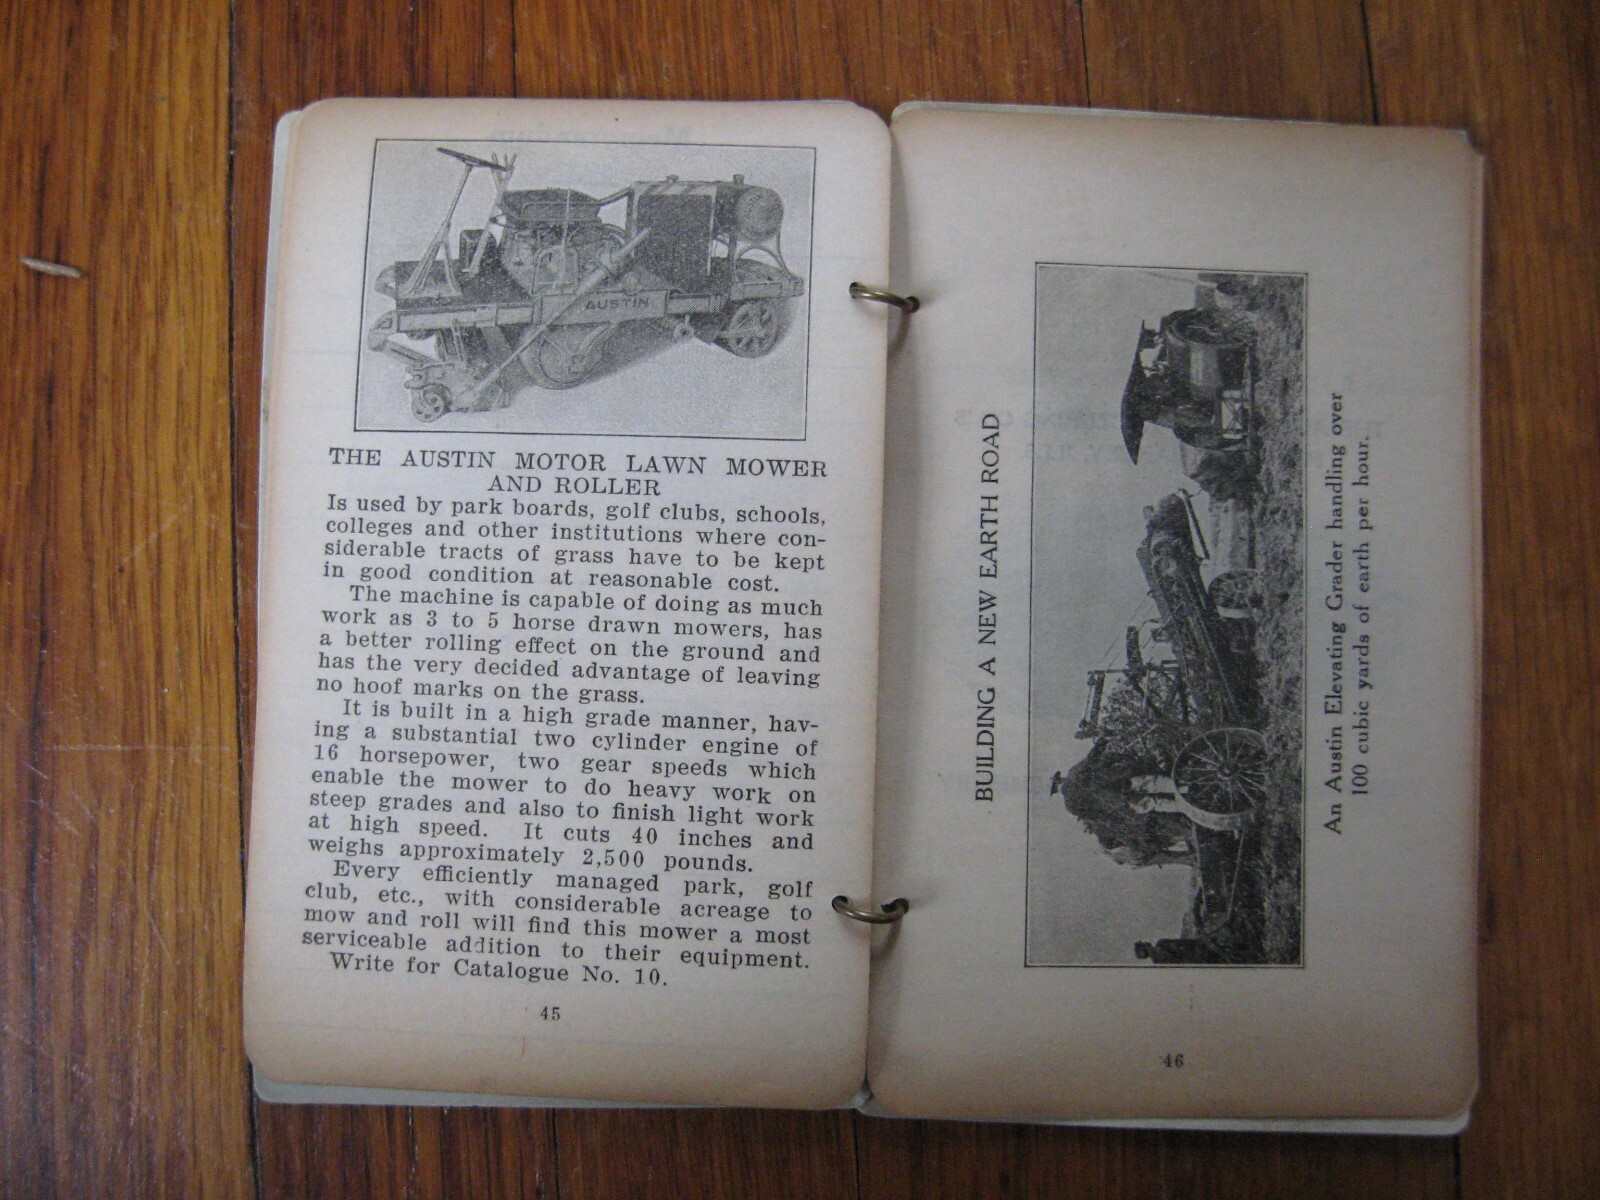 AUSTIN
THE AUSTIN MOTOR LAWN MOWER
AND ROLLER
Is used by park boards, golf clubs, schools,
colleges and other institutions where con-
siderable tracts of grass have to be kept
in good condition at reasonable cost.
The machine is capable of doing as much
work as 3 to 5 horse drawn mowers, has
a better rolling effect on the ground and
has the very decided advantage of leaving
no hoof marks on the grass.
It is built in a high grade manner, hav-
ing a substantial two cylinder engine of
16 horsepower, two gear speeds which
enable the mower to do heavy work on
steep grades and also to finish light work
at high speed. It cuts 40 inches and
weighs approximately 2,500 pounds.
Every efficiently managed park, golf
club, etc., with considerable acreage to
mow and roll will find this mower a most
serviceable addition to their equipment.
Write for Catalogue No. 10.
45
BUILDING A NEW EARTH ROAD
An Austin Elevating Grader handling over
100 cubic yards of earth per hour.
46